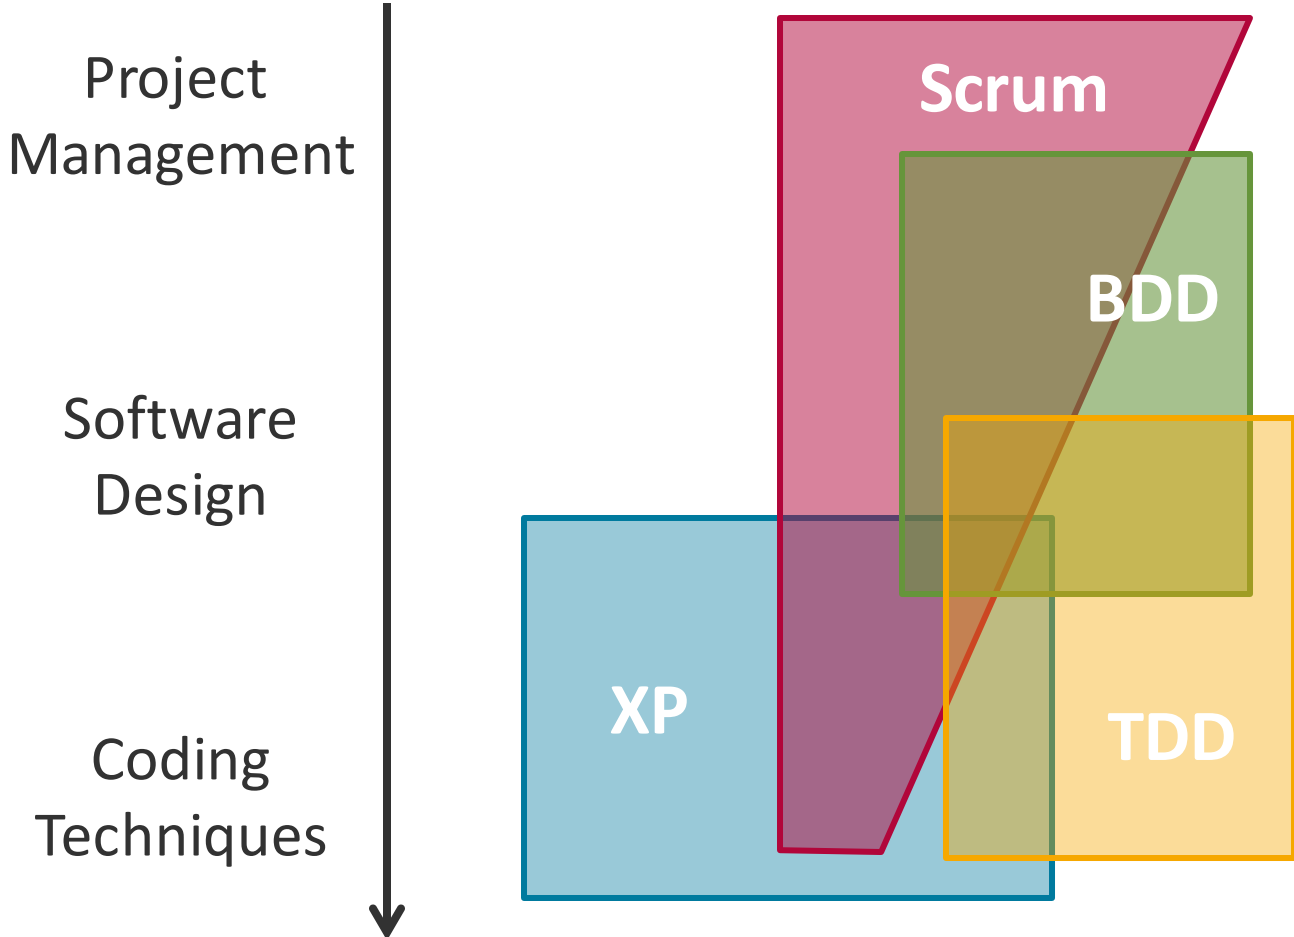 Project
Management
Software
Design
Coding
Techniques
Scrum
BDD
XP
TDD